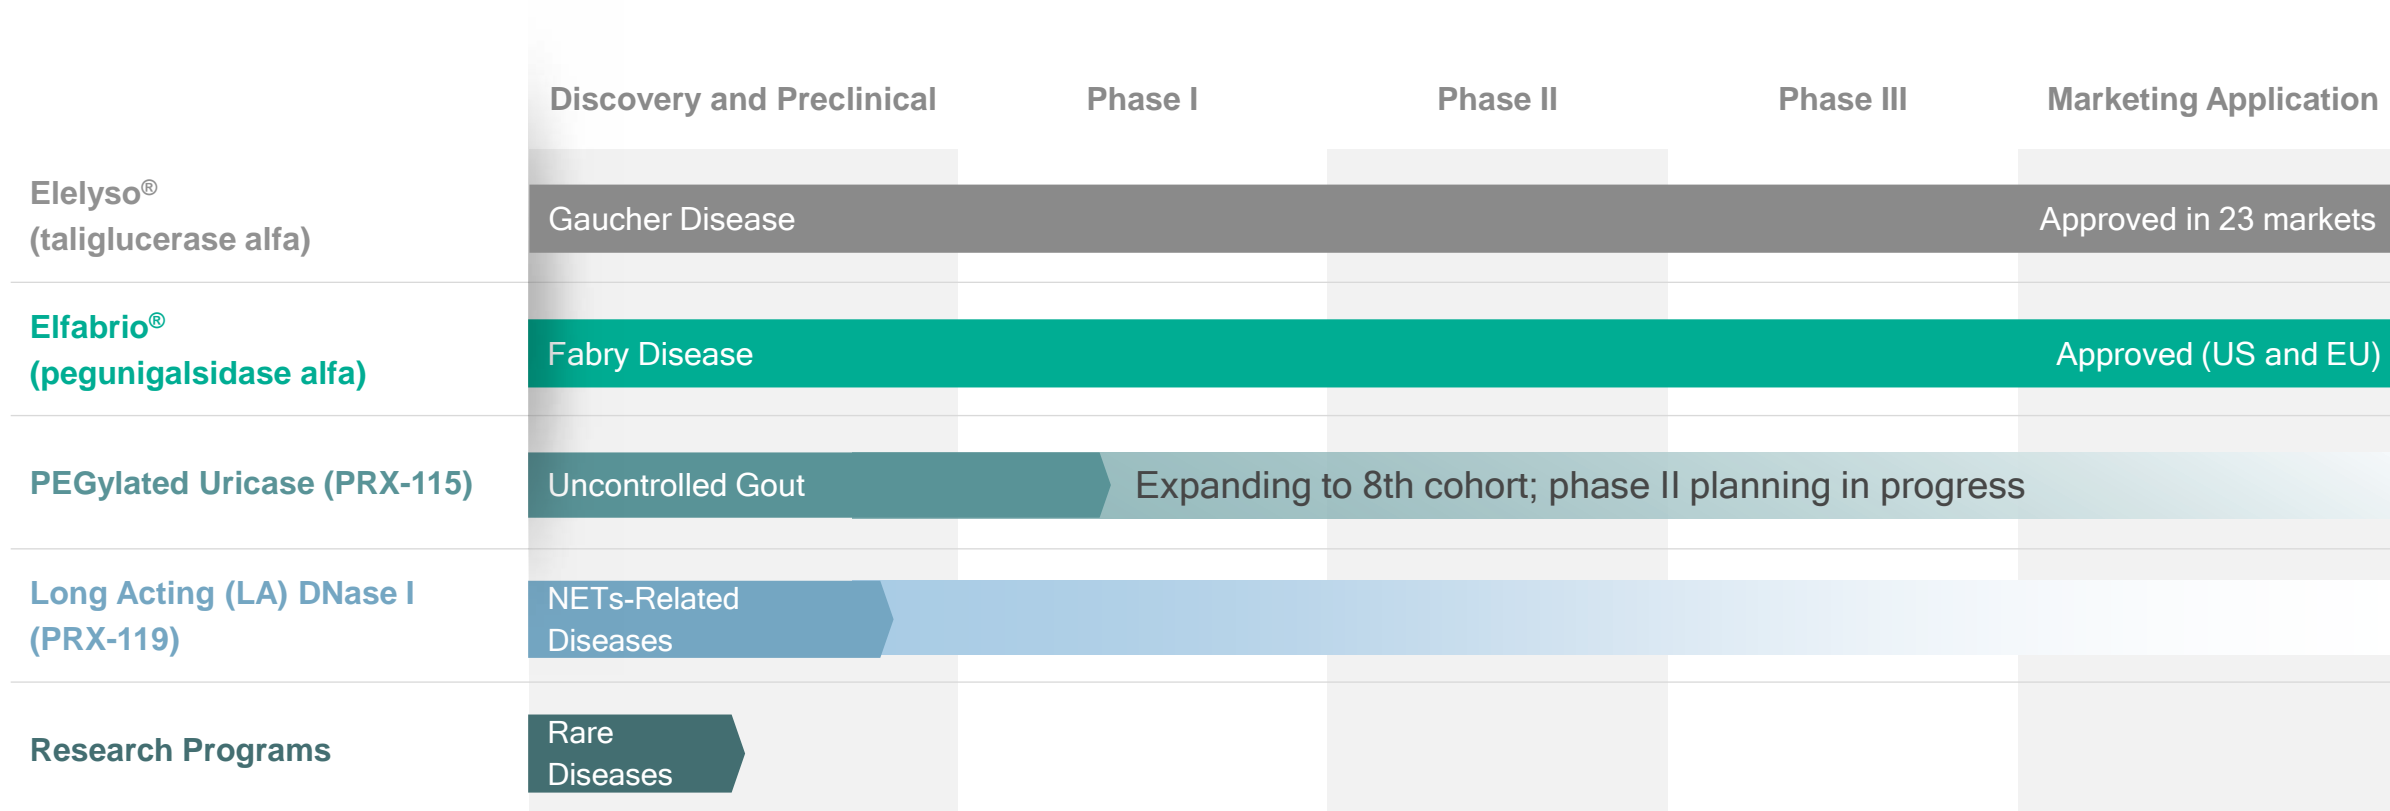 Discovery and Preclinical Phase I Phase II Phase III Marketing Application
Elelyso®
(taliglucerase alfa)
Gaucher Disease Approved in 23 markets
Elfabrio®
(pegunigalsidase alfa)
Fabry Disease Approved (US and EU)
PEGylated Uricase (PRX-115)
Uncontrolled Gout Expanding to 8th cohort; phase II planning in progress
Long Acting (LA) DNase I
(PRX-119)
NETs-Related
Diseases
Research Programs
Rare
Diseases